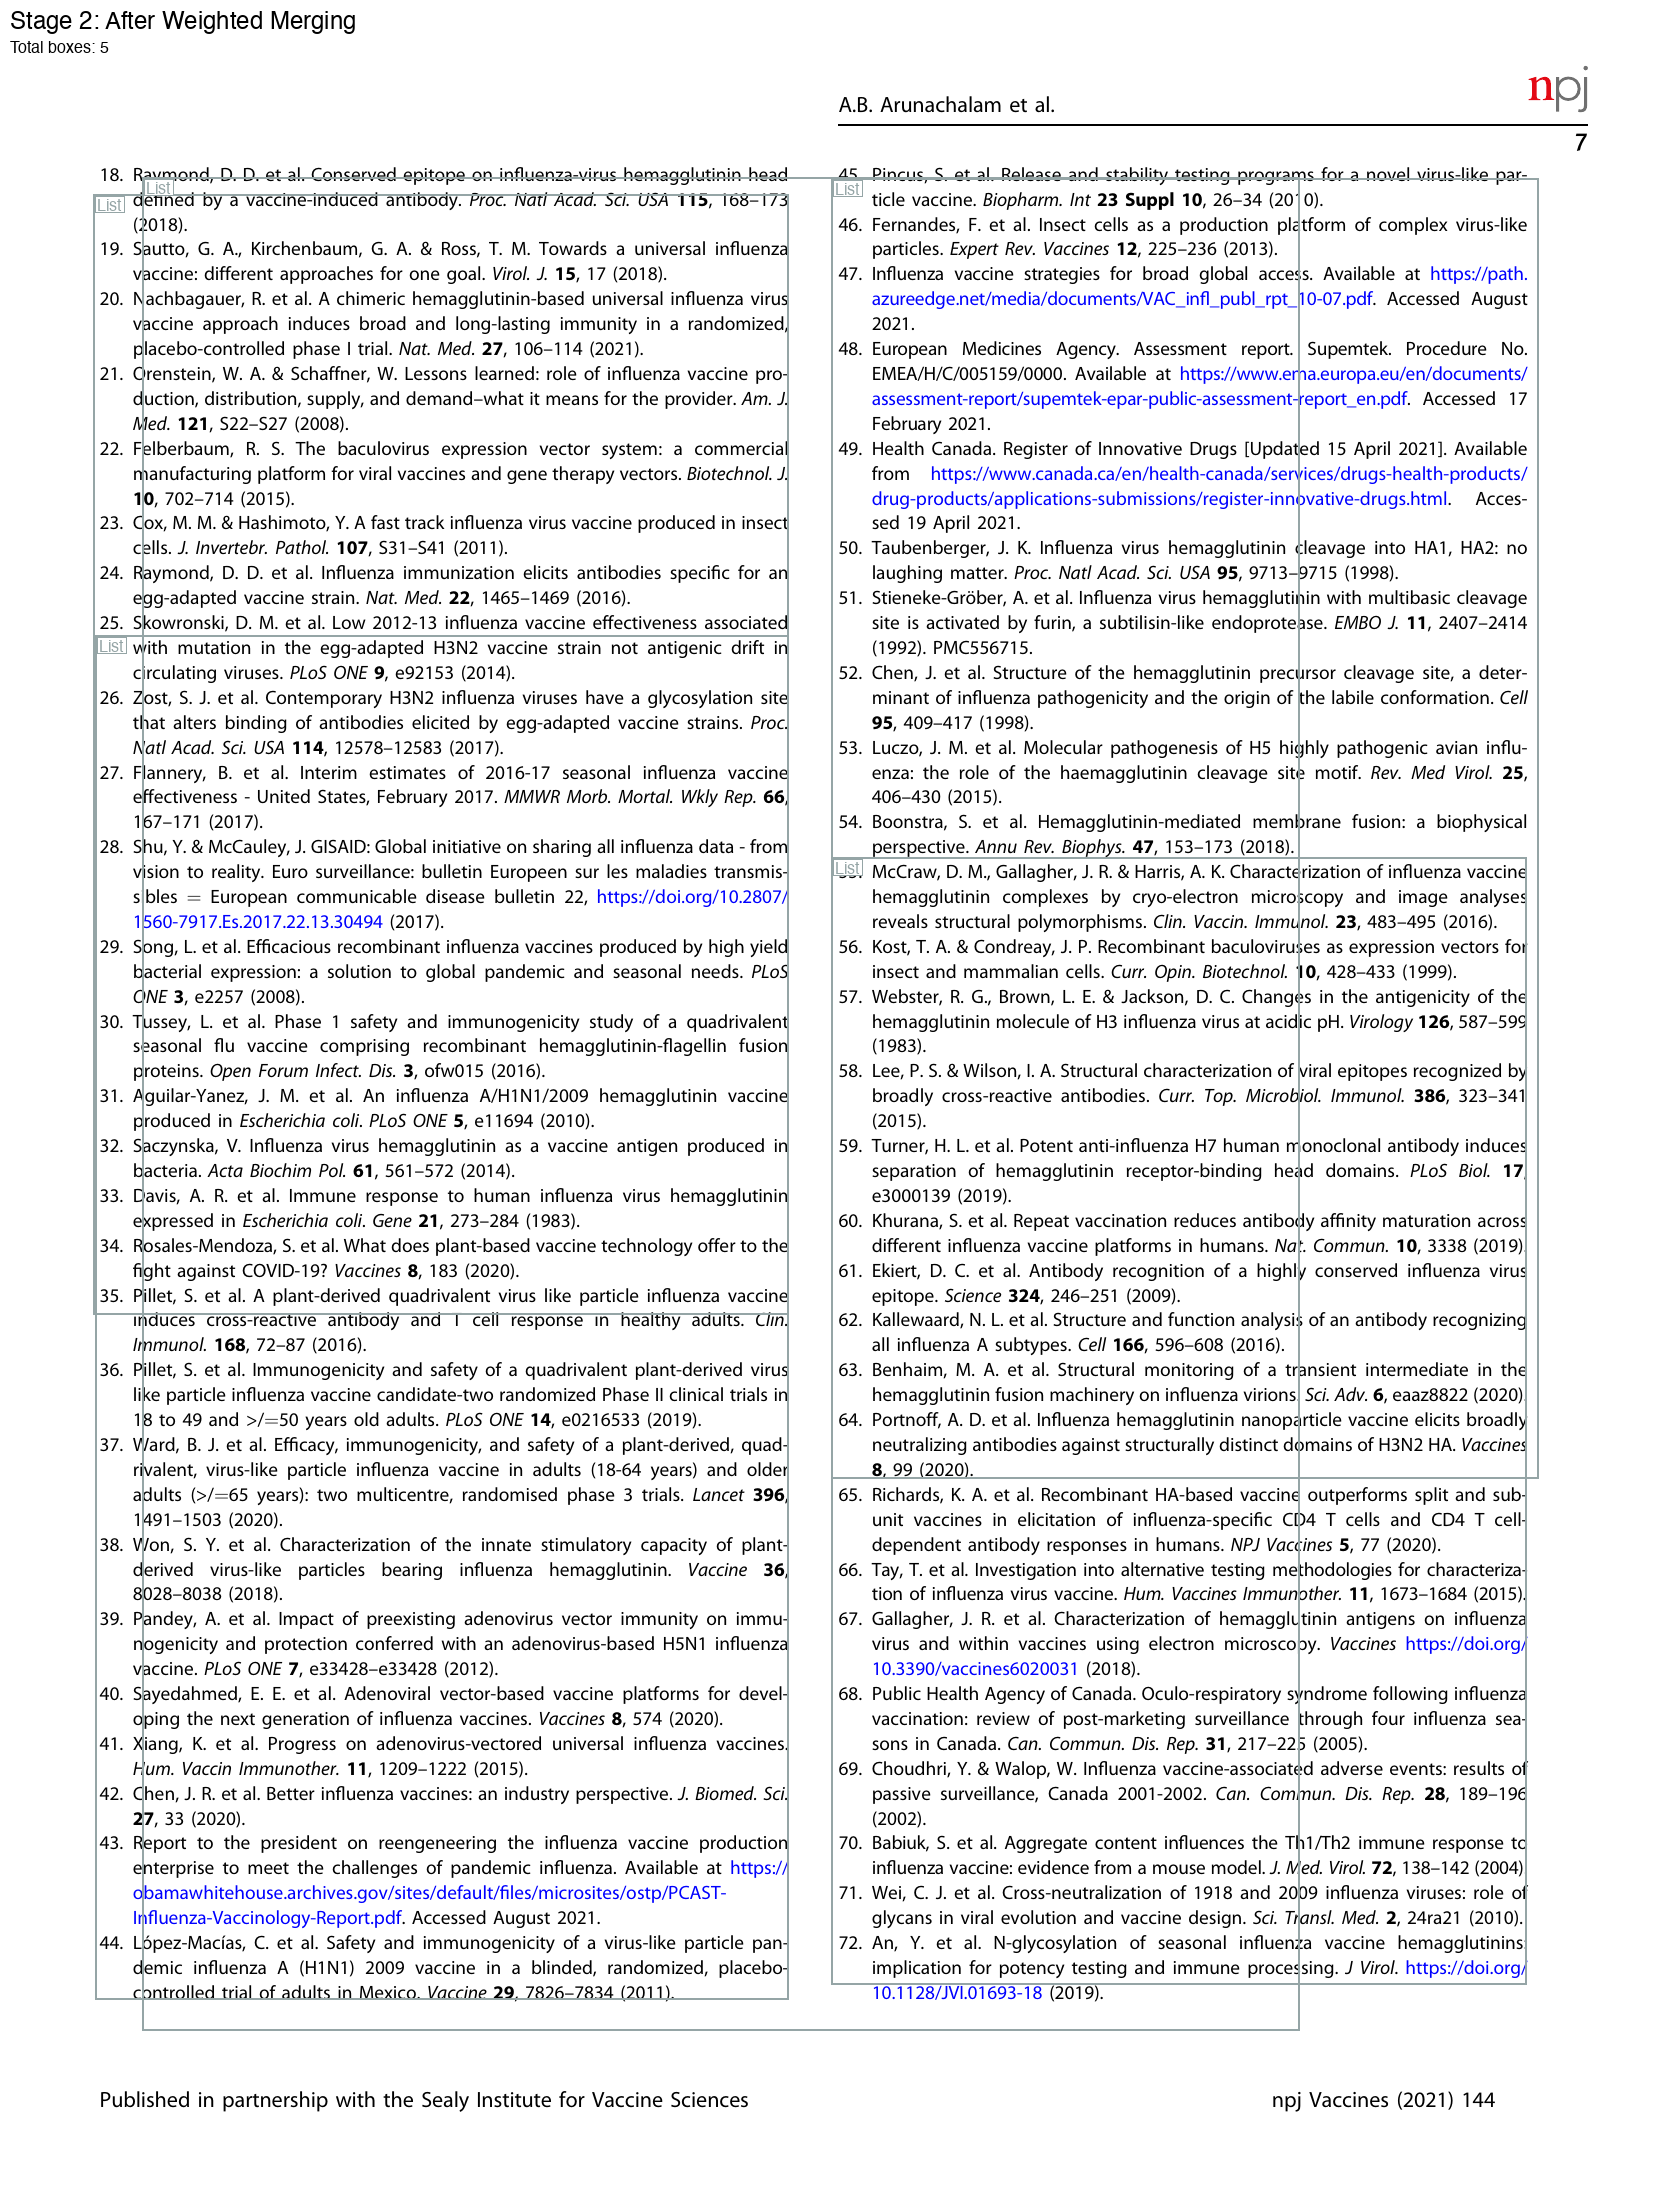 Stage 2: After Weighted Merging
Total boxes: 5
npj
A.B. Arunachalam et al.
7
18. Raymond, D. D. et al. Conserved epitope on influenza-virus hemagglutinin head
List
List
defined by a vaccine-induced antibody. Proc. Natl Acad. Sci. USA 115, 168–173
(2018).
19. Sautto, G. A., Kirchenbaum, G. A. & Ross, T. M. Towards a universal influenza
vaccine: different approaches for one goal. Virol. J. 15, 17 (2018).
20. Nachbagauer, R. et al. A chimeric hemagglutinin-based universal influenza virus
vaccine approach induces broad and long-lasting immunity in a randomized,
placebo-controlled phase I trial. Nat. Med. 27, 106–114 (2021).
21. Orenstein, W. A. & Schaffner, W. Lessons learned: role of influenza vaccine pro-
duction, distribution, supply, and demand–what it means for the provider. Am. J.
Med. 121, S22–S27 (2008).
22. Felberbaum, R. S. The baculovirus expression vector system: a commercial
manufacturing platform for viral vaccines and gene therapy vectors. Biotechnol. J.
10, 702–714 (2015).
23. Cox, M. M. & Hashimoto, Y. A fast track influenza virus vaccine produced in insect
cells. J. Invertebr. Pathol. 107, S31–S41 (2011).
24. Raymond, D. D. et al. Influenza immunization elicits antibodies specific for an
egg-adapted vaccine strain. Nat. Med. 22, 1465–1469 (2016).
25. Skowronski, D. M. et al. Low 2012-13 influenza vaccine effectiveness associated
List
with mutation in the egg-adapted H3N2 vaccine strain not antigenic drift in
circulating viruses. PLoS ONE 9, e92153 (2014).
26. Zost, S. J. et al. Contemporary H3N2 influenza viruses have a glycosylation site
that alters binding of antibodies elicited by egg-adapted vaccine strains. Proc.
Natl Acad. Sci. USA 114, 12578–12583 (2017).
27. Flannery, B. et al. Interim estimates of 2016-17 seasonal influenza vaccine
effectiveness - United States, February 2017. MMWR Morb. Mortal. Wkly Rep. 66,
167–171 (2017).
28. Shu, Y. & McCauley, J. GISAID: Global initiative on sharing all influenza data - from
vision to reality. Euro surveillance: bulletin Europeen sur les maladies transmis-
sibles = European communicable disease bulletin 22, https://doi.org/10.2807/
1560-7917.Es.2017.22.13.30494 (2017).
29. Song, L. et al. Efficacious recombinant influenza vaccines produced by high yield
bacterial expression: a solution to global pandemic and seasonal needs. PLoS
ONE 3, e2257 (2008).
30. Tussey, L. et al. Phase 1 safety and immunogenicity study of a quadrivalent
seasonal flu vaccine comprising recombinant hemagglutinin-flagellin fusion
proteins. Open Forum Infect. Dis. 3, ofw015 (2016).
31. Aguilar-Yanez, J. M. et al. An influenza A/H1N1/2009 hemagglutinin vaccine
produced in Escherichia coli. PLoS ONE 5, e11694 (2010).
32. Saczynska, V. Influenza virus hemagglutinin as a vaccine antigen produced in
bacteria. Acta Biochim Pol. 61, 561–572 (2014).
33. Davis, A. R. et al. Immune response to human influenza virus hemagglutinin
expressed in Escherichia coli. Gene 21, 273–284 (1983).
34. Rosales-Mendoza, S. et al. What does plant-based vaccine technology offer to the
fight against COVID-19? Vaccines 8, 183 (2020).
35. Pillet, S. et al. A plant-derived quadrivalent virus like particle influenza vaccine
induces cross-reactive antibody and T cell response in healthy adults. Clin.
Immunol. 168, 72–87 (2016).
36. Pillet, S. et al. Immunogenicity and safety of a quadrivalent plant-derived virus
like particle influenza vaccine candidate-two randomized Phase II clinical trials in
18 to 49 and >/=50 years old adults. PLoS ONE 14, e0216533 (2019).
37. Ward, B. J. et al. Efficacy, immunogenicity, and safety of a plant-derived, quad-
rivalent, virus-like particle influenza vaccine in adults (18-64 years) and older
adults (>/=65 years): two multicentre, randomised phase 3 trials. Lancet 396,
1491–1503 (2020).
38. Won, S. Y. et al. Characterization of the innate stimulatory capacity of plant-
derived virus-like particles bearing influenza hemagglutinin. Vaccine 36,
8028–8038 (2018).
39. Pandey, A. et al. Impact of preexisting adenovirus vector immunity on immu-
nogenicity and protection conferred with an adenovirus-based H5N1 influenza
vaccine. PLoS ONE 7, e33428–e33428 (2012).
40. Sayedahmed, E. E. et al. Adenoviral vector-based vaccine platforms for devel-
oping the next generation of influenza vaccines. Vaccines 8, 574 (2020).
41. Xiang, K. et al. Progress on adenovirus-vectored universal influenza vaccines.
Hum. Vaccin Immunother. 11, 1209–1222 (2015).
42. Chen, J. R. et al. Better influenza vaccines: an industry perspective. J. Biomed. Sci.
27, 33 (2020).
43. Report to the president on reengeneering the influenza vaccine production
enterprise to meet the challenges of pandemic influenza. Available at https://
obamawhitehouse.archives.gov/sites/default/files/microsites/ostp/PCAST-
Influenza-Vaccinology-Report.pdf. Accessed August 2021.
44. López-Macías, C. et al. Safety and immunogenicity of a virus-like particle pan-
demic influenza A (H1N1) 2009 vaccine in a blinded, randomized, placebo-
controlled trial of adults in Mexico. Vaccine 29, 7826–7834 (2011).
45. Pincus, S. et al. Release and stability testing programs for a novel virus-like par-
List
ticle vaccine. Biopharm. Int 23 Suppl 10, 26–34 (2010).
46. Fernandes, F. et al. Insect cells as a production platform of complex virus-like
particles. Expert Rev. Vaccines 12, 225–236 (2013).
47. Influenza vaccine strategies for broad global access. Available at https://path.
azureedge.net/media/documents/VAC_infl_publ_rpt_10-07.pdf. Accessed August
2021.
48. European Medicines Agency. Assessment report. Supemtek. Procedure No.
EMEA/H/C/005159/0000. Available at https://www.ema.europa.eu/en/documents/
assessment-report/supemtek-epar-public-assessment-report_en.pdf. Accessed 17
February 2021.
49. Health Canada. Register of Innovative Drugs [Updated 15 April 2021]. Available
from https://www.canada.ca/en/health-canada/services/drugs-health-products/
drug-products/applications-submissions/register-innovative-drugs.html. Acces-
sed 19 April 2021.
50. Taubenberger, J. K. Influenza virus hemagglutinin cleavage into HA1, HA2: no
laughing matter. Proc. Natl Acad. Sci. USA 95, 9713–9715 (1998).
51. Stieneke-Gröber, A. et al. Influenza virus hemagglutinin with multibasic cleavage
site is activated by furin, a subtilisin-like endoprotease. EMBO J. 11, 2407–2414
(1992). PMC556715.
52. Chen, J. et al. Structure of the hemagglutinin precursor cleavage site, a deter-
minant of influenza pathogenicity and the origin of the labile conformation. Cell
95, 409–417 (1998).
53. Luczo, J. M. et al. Molecular pathogenesis of H5 highly pathogenic avian influ-
enza: the role of the haemagglutinin cleavage site motif. Rev. Med Virol. 25,
406–430 (2015).
54. Boonstra, S. et al. Hemagglutinin-mediated membrane fusion: a biophysical
perspective. Annu Rev. Biophys. 47, 153–173 (2018).
List
55. McCraw, D. M., Gallagher, J. R. & Harris, A. K. Characterization of influenza vaccine
hemagglutinin complexes by cryo-electron microscopy and image analyses
reveals structural polymorphisms. Clin. Vaccin. Immunol. 23, 483–495 (2016).
56. Kost, T. A. & Condreay, J. P. Recombinant baculoviruses as expression vectors for
insect and mammalian cells. Curr. Opin. Biotechnol. 10, 428–433 (1999).
57. Webster, R. G., Brown, L. E. & Jackson, D. C. Changes in the antigenicity of the
hemagglutinin molecule of H3 influenza virus at acidic pH. Virology 126, 587–599
(1983).
58. Lee, P. S. & Wilson, I. A. Structural characterization of viral epitopes recognized by
broadly cross-reactive antibodies. Curr. Top. Microbiol. Immunol. 386, 323–341
(2015).
59. Turner, H. L. et al. Potent anti-influenza H7 human monoclonal antibody induces
separation of hemagglutinin receptor-binding head domains. PLoS Biol. 17,
e3000139 (2019).
60. Khurana, S. et al. Repeat vaccination reduces antibody affinity maturation across
different influenza vaccine platforms in humans. Nat. Commun. 10, 3338 (2019).
61. Ekiert, D. C. et al. Antibody recognition of a highly conserved influenza virus
epitope. Science 324, 246–251 (2009).
62. Kallewaard, N. L. et al. Structure and function analysis of an antibody recognizing
all influenza A subtypes. Cell 166, 596–608 (2016).
63. Benhaim, M. A. et al. Structural monitoring of a transient intermediate in the
hemagglutinin fusion machinery on influenza virions. Sci. Adv. 6, eaaz8822 (2020).
64. Portnoff, A. D. et al. Influenza hemagglutinin nanoparticle vaccine elicits broadly
neutralizing antibodies against structurally distinct domains of H3N2 HA. Vaccines
8, 99 (2020).
65. Richards, K. A. et al. Recombinant HA-based vaccine outperforms split and sub-
unit vaccines in elicitation of influenza-specific CD4 T cells and CD4 T cell-
dependent antibody responses in humans. NPJ Vaccines 5, 77 (2020).
66. Tay, T. et al. Investigation into alternative testing methodologies for characteriza-
tion of influenza virus vaccine. Hum. Vaccines Immunother. 11, 1673–1684 (2015).
67. Gallagher, J. R. et al. Characterization of hemagglutinin antigens on influenza
virus and within vaccines using electron microscopy. Vaccines https://doi.org/
10.3390/vaccines6020031 (2018).
68. Public Health Agency of Canada. Oculo-respiratory syndrome following influenza
vaccination: review of post-marketing surveillance through four influenza sea-
sons in Canada. Can. Commun. Dis. Rep. 31, 217–225 (2005).
69. Choudhri, Y. & Walop, W. Influenza vaccine-associated adverse events: results of
passive surveillance, Canada 2001-2002. Can. Commun. Dis. Rep. 28, 189–196
(2002).
70. Babiuk, S. et al. Aggregate content influences the Th1/Th2 immune response to
influenza vaccine: evidence from a mouse model. J. Med. Virol. 72, 138–142 (2004).
71. Wei, C. J. et al. Cross-neutralization of 1918 and 2009 influenza viruses: role of
glycans in viral evolution and vaccine design. Sci. Transl. Med. 2, 24ra21 (2010).
72. An, Y. et al. N-glycosylation of seasonal influenza vaccine hemagglutinins:
implication for potency testing and immune processing. J Virol. https://doi.org/
10.1128/JVI.01693-18 (2019).
Published in partnership with the Sealy Institute for Vaccine Sciences
npj Vaccines (2021) 144